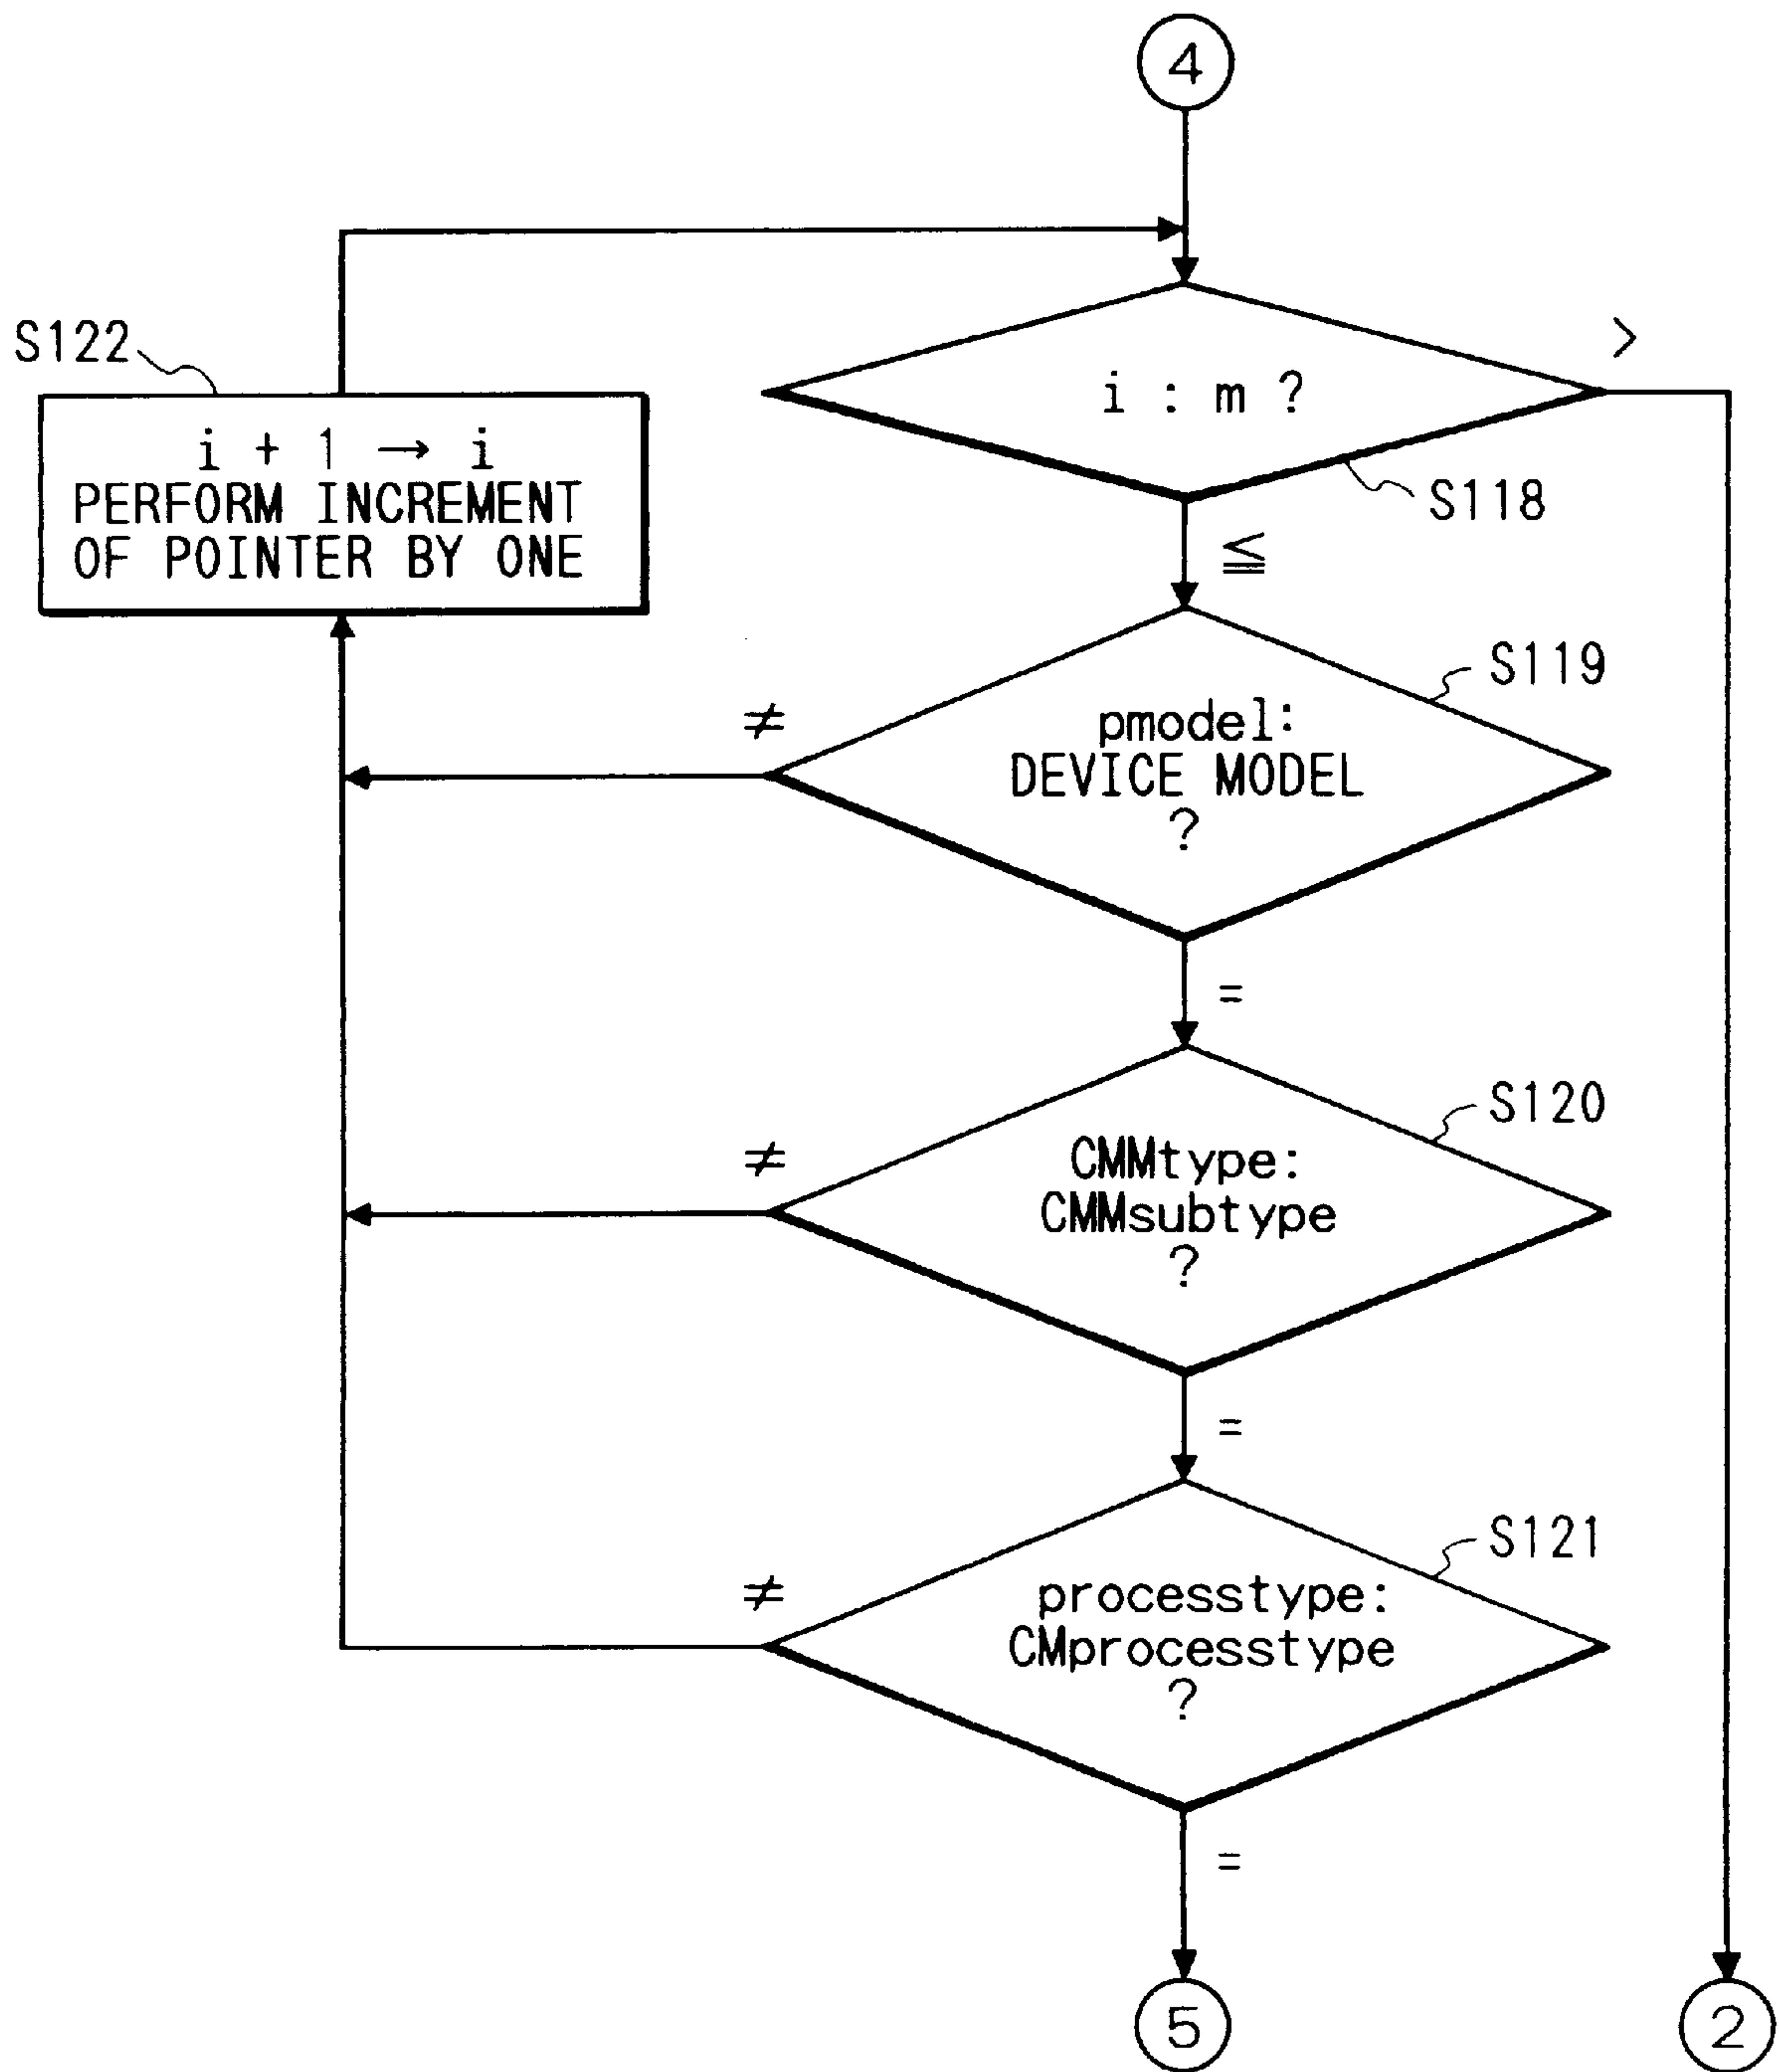 4
>
i : m ?
S118
S122
i + 1 → i
PERFORM INCREMENT
OF POINTER BY ONE
≦
S119
≠
pmodel:
DEVICE MODEL
?
=
S120
≠
CMMtype:
CMMsubtype
?
=
S121
≠
processtype:
CMprocesstype
?
=
5
2